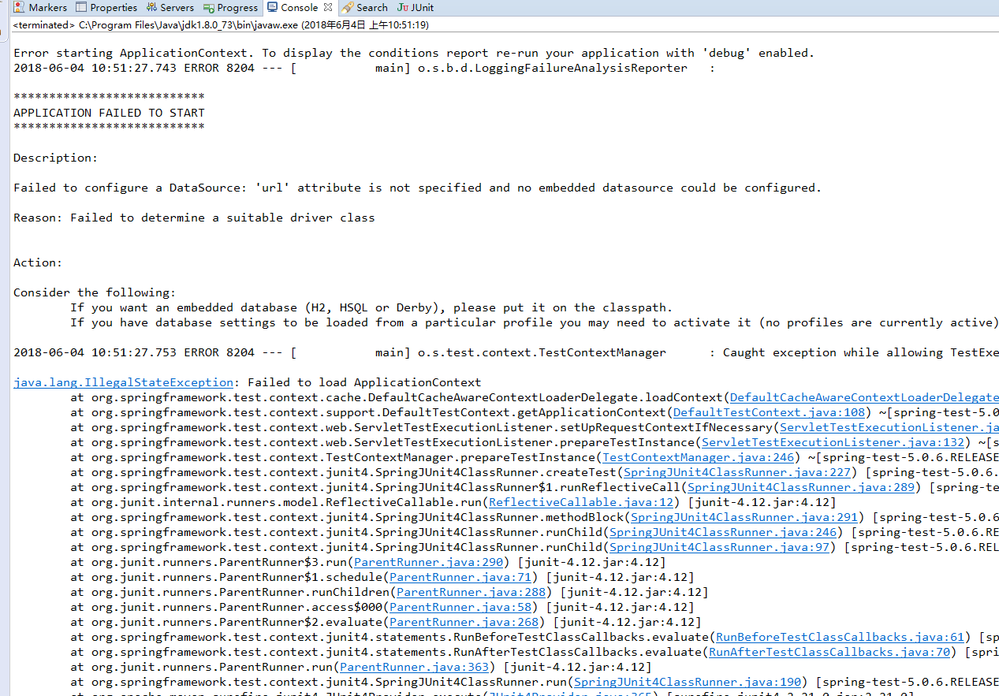 Markers Properties Servers Progress Console Search JUnit
<terminated> C:\Program Files\Java\jdk1.8.0_73\bin\javaw.exe (2018年6月4日 上午10:51:19)
Error starting ApplicationContext. To display the conditions report re-run your application with 'debug' enabled.
2018-06-04 10:51:27.743 ERROR 8204 --- [           main] o.s.b.d.LoggingFailureAnalysisReporter   :
***************************
APPLICATION FAILED TO START
***************************
Description:
Failed to configure a DataSource: 'url' attribute is not specified and no embedded datasource could be configured.
Reason: Failed to determine a suitable driver class
Action:
Consider the following:
If you want an embedded database (H2, HSQL or Derby), please put it on the classpath.
If you have database settings to be loaded from a particular profile you may need to activate it (no profiles are currently active)
2018-06-04 10:51:27.753 ERROR 8204 --- [           main] o.s.test.context.TestContextManager      : Caught exception while allowing TestExe
java.lang.IllegalStateException: Failed to load ApplicationContext
at org.springframework.test.context.cache.DefaultCacheAwareContextLoaderDelegate.loadContext(DefaultCacheAwareContextLoaderDelegate
at org.springframework.test.context.support.DefaultTestContext.getApplicationContext(DefaultTestContext.java:108) ~[spring-test-5.0
at org.springframework.test.context.web.ServletTestExecutionListener.setUpRequestContextIfNecessary(ServletTestExecutionListener.ja
at org.springframework.test.context.web.ServletTestExecutionListener.prepareTestInstance(ServletTestExecutionListener.java:132) ~[s
at org.springframework.test.context.TestContextManager.prepareTestInstance(TestContextManager.java:246) ~[spring-test-5.0.6.RELEASE
at org.springframework.test.context.junit4.SpringJUnit4ClassRunner.createTest(SpringJUnit4ClassRunner.java:227) [spring-test-5.0.6.
at org.springframework.test.context.junit4.SpringJUnit4ClassRunner$1.runReflectiveCall(SpringJUnit4ClassRunner.java:289) [spring-te
at org.junit.internal.runners.model.ReflectiveCallable.run(ReflectiveCallable.java:12) [junit-4.12.jar:4.12]
at org.springframework.test.context.junit4.SpringJUnit4ClassRunner.methodBlock(SpringJUnit4ClassRunner.java:291) [spring-test-5.0.6
at org.springframework.test.context.junit4.SpringJUnit4ClassRunner.runChild(SpringJUnit4ClassRunner.java:246) [spring-test-5.0.6.RE
at org.springframework.test.context.junit4.SpringJUnit4ClassRunner.runChild(SpringJUnit4ClassRunner.java:97) [spring-test-5.0.6.REL
at org.junit.runners.ParentRunner$3.run(ParentRunner.java:290) [junit-4.12.jar:4.12]
at org.junit.runners.ParentRunner$1.schedule(ParentRunner.java:71) [junit-4.12.jar:4.12]
at org.junit.runners.ParentRunner.runChildren(ParentRunner.java:288) [junit-4.12.jar:4.12]
at org.junit.runners.ParentRunner.access$000(ParentRunner.java:58) [junit-4.12.jar:4.12]
at org.junit.runners.ParentRunner$2.evaluate(ParentRunner.java:268) [junit-4.12.jar:4.12]
at org.springframework.test.context.junit4.statements.RunBeforeTestClassCallbacks.evaluate(RunBeforeTestClassCallbacks.java:61) [sp
at org.springframework.test.context.junit4.statements.RunAfterTestClassCallbacks.evaluate(RunAfterTestClassCallbacks.java:70) [spri
at org.junit.runners.ParentRunner.run(ParentRunner.java:363) [junit-4.12.jar:4.12]
at org.springframework.test.context.junit4.SpringJUnit4ClassRunner.run(SpringJUnit4ClassRunner.java:190) [spring-test-5.0.6.RELEASE
at org.apache.maven.surefire.junit4.JUnit4Provider.execute(JUnit4Provider.java:365) [surefire-junit4-2.21.0.jar:2.21.0]